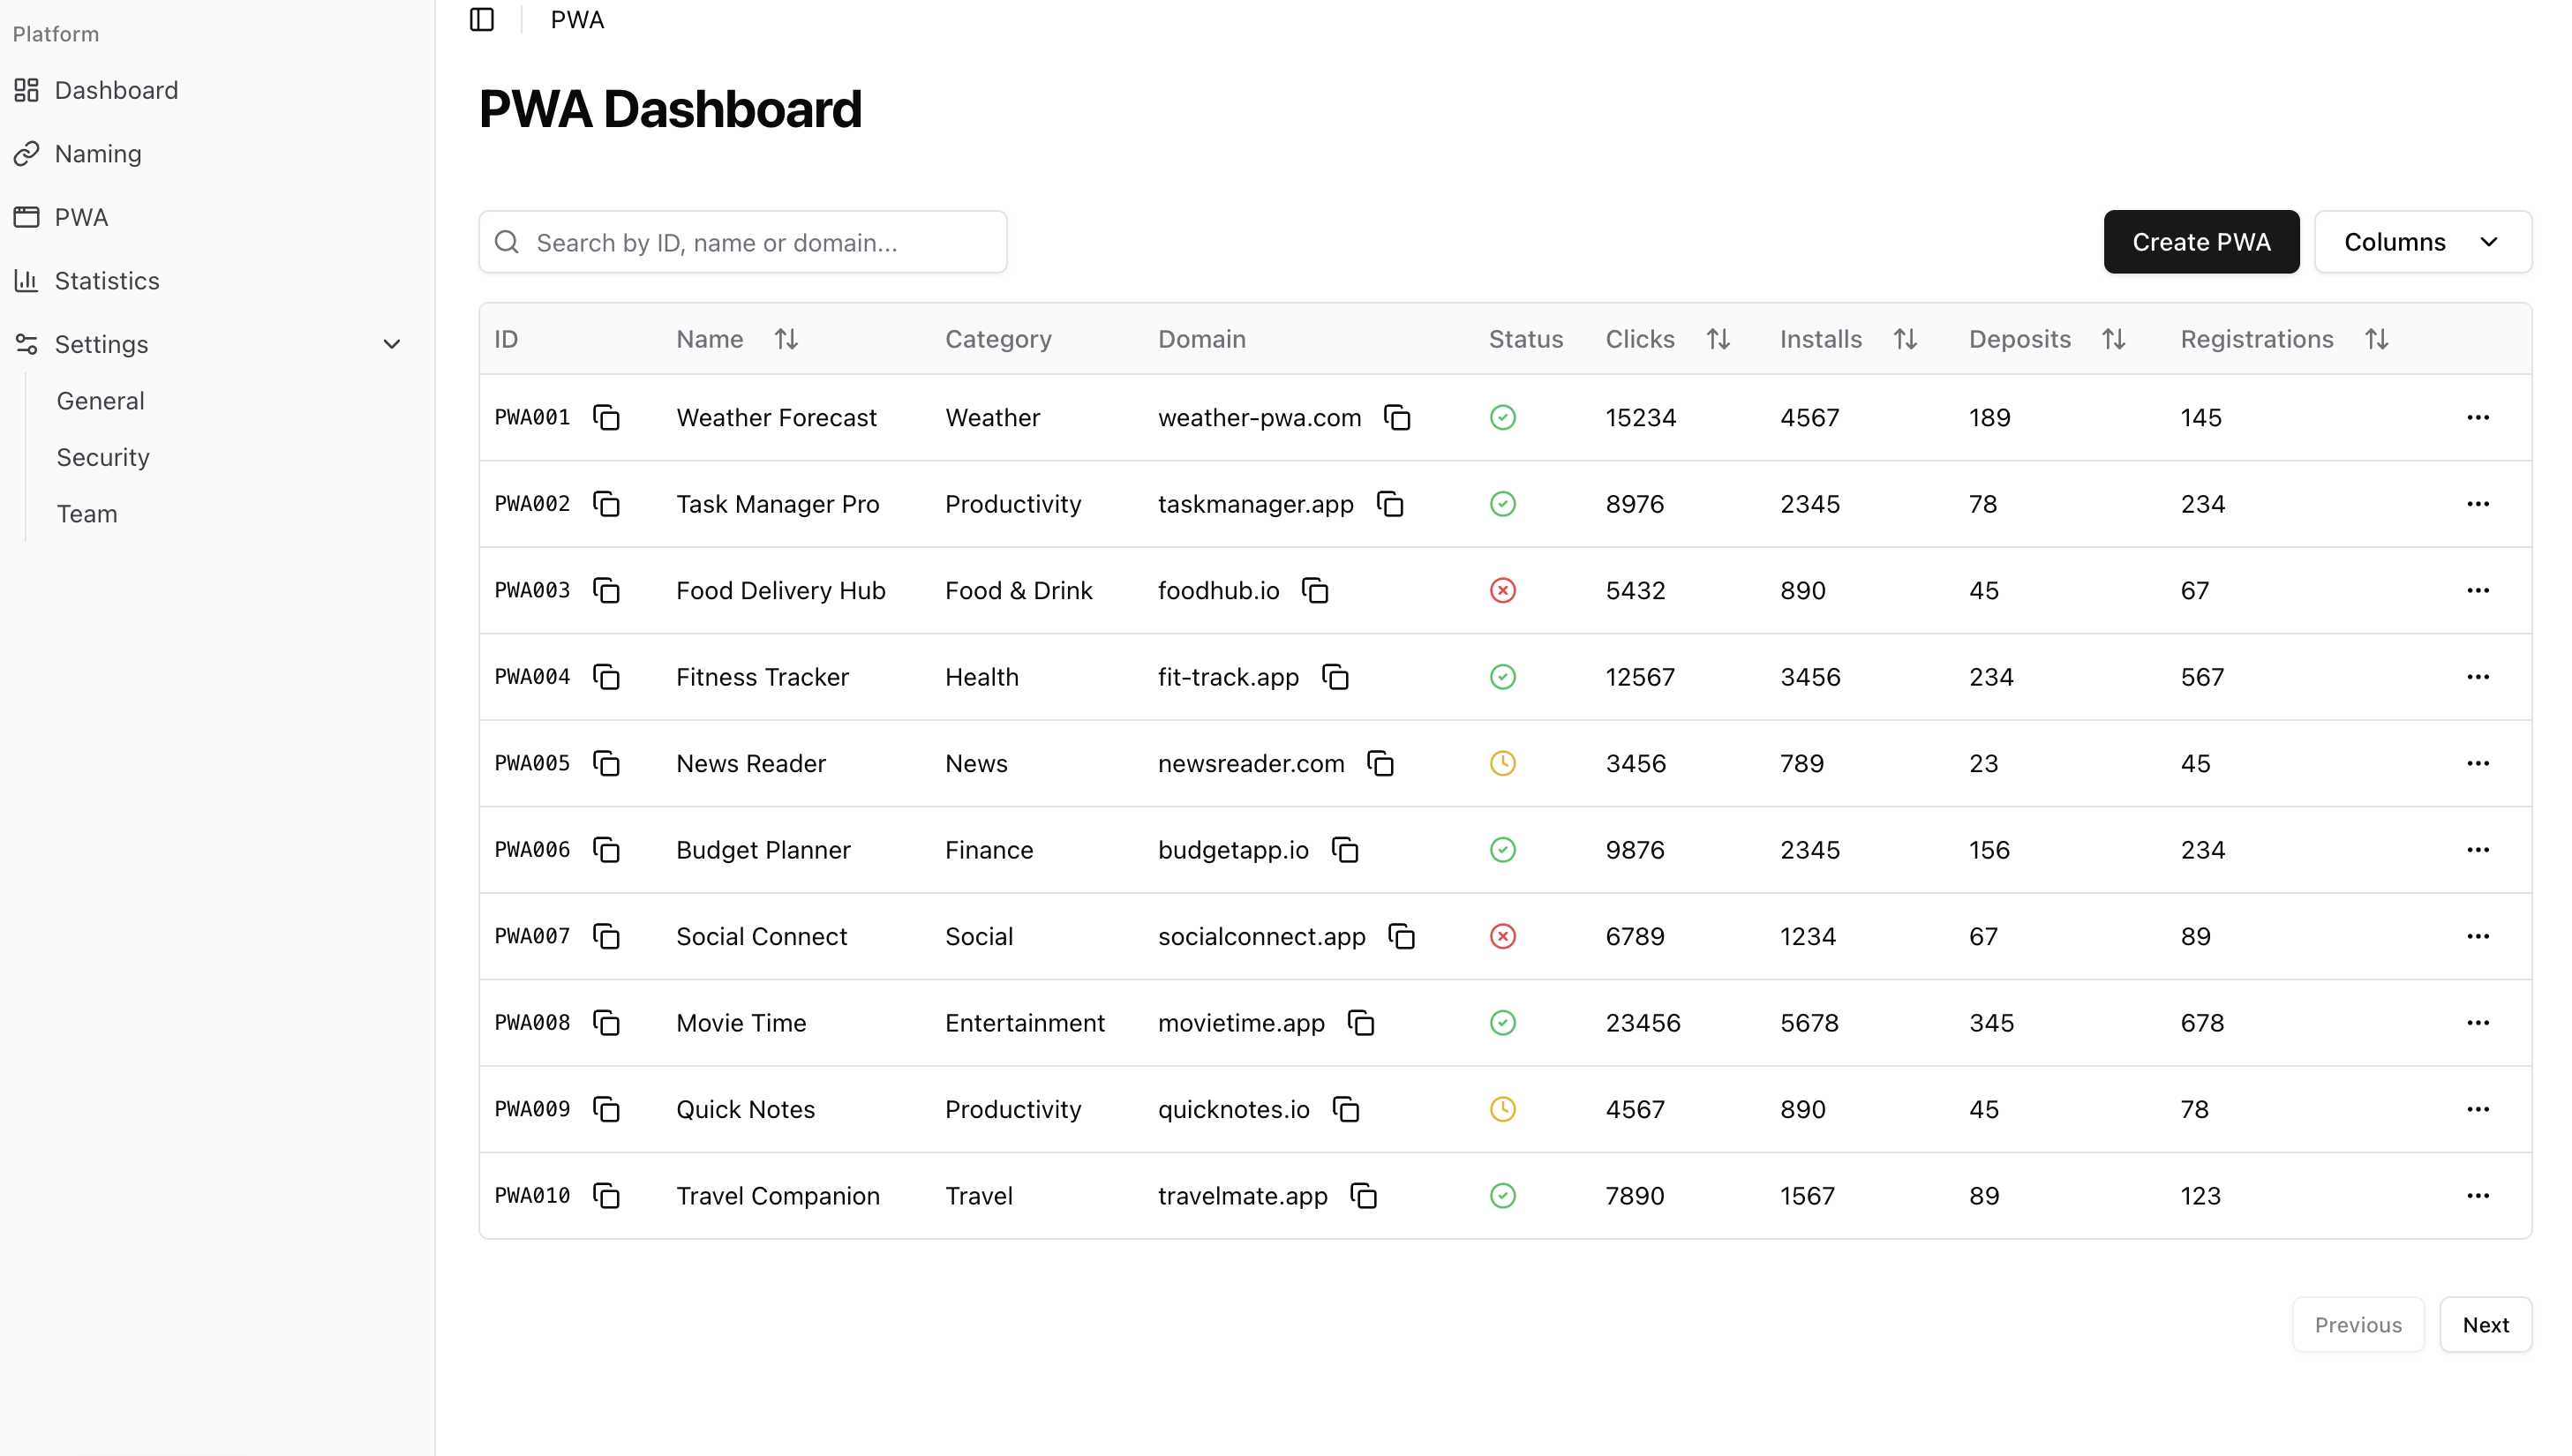 Platform
Dashboard
Naming
PWA
Statistics
Settings
General
Security
Team
PWA
PWA Dashboard
Search by ID, name or domain...
Create PWA
Columns
ID Name Category Domain Status Clicks Installs Deposits Registrations
PWA001 Weather Forecast Weather weather-pwa.com 15234 4567 189 145
PWA002 Task Manager Pro Productivity taskmanager.app 8976 2345 78 234
PWA003 Food Delivery Hub Food & Drink foodhub.io 5432 890 45 67
PWA004 Fitness Tracker Health fit-track.app 12567 3456 234 567
PWA005 News Reader News newsreader.com 3456 789 23 45
PWA006 Budget Planner Finance budgetapp.io 9876 2345 156 234
PWA007 Social Connect Social socialconnect.app 6789 1234 67 89
PWA008 Movie Time Entertainment movietime.app 23456 5678 345 678
PWA009 Quick Notes Productivity quicknotes.io 4567 890 45 78
PWA010 Travel Companion Travel travelmate.app 7890 1567 89 123
Previous
Next